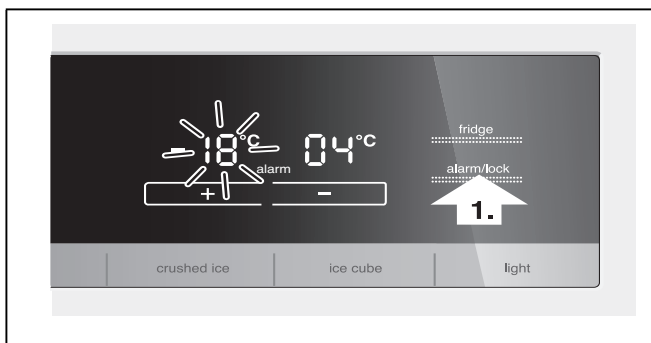 -18°C 04°C
alarm
+ -
fridge
alarm/lock
1.
crushed ice ice cube light